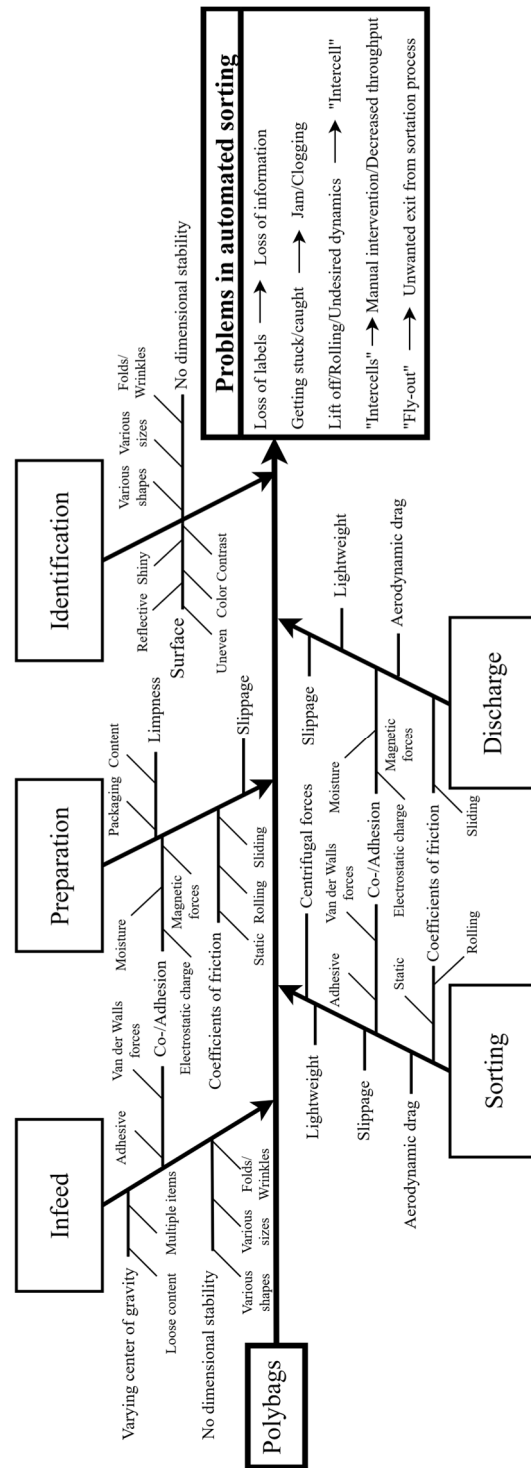 Infeed
Preparation
Identification
Varying center of gravity
Loose content
Multiple items
No dimensional stability
Various
shapes
Various
sizes
Folds/
Wrinkles
Adhesive
Van der Walls
forces
Co-/Adhesion
Moisture
Electrostatic charge
Magnetic
forces
Packaging
Content
Limpness
Coefficients of friction
Static
Rolling
Sliding
Slippage
Reflective
Shiny
Surface
Uneven
Color
Contrast
Various
shapes
Various
sizes
Folds/
Wrinkles
No dimensional stability
Polybags
Problems in automated sorting
Loss of labels
Loss of information
Getting stuck/caught
Jam/Clogging
Lift off/Rolling/Undesired dynamics
"Intercell"
"Intercells"
Manual intervention/Decreased throughput
"Fly-out"
Unwanted exit from sortation process
Lightweight
Slippage
Aerodynamic drag
Centrifugal forces
Adhesive
Van der Walls
forces
Co-/Adhesion
Moisture
Electrostatic charge
Magnetic
forces
Static
Coefficients of friction
Rolling
Sliding
Slippage
Lightweight
Aerodynamic drag
Sorting
Discharge